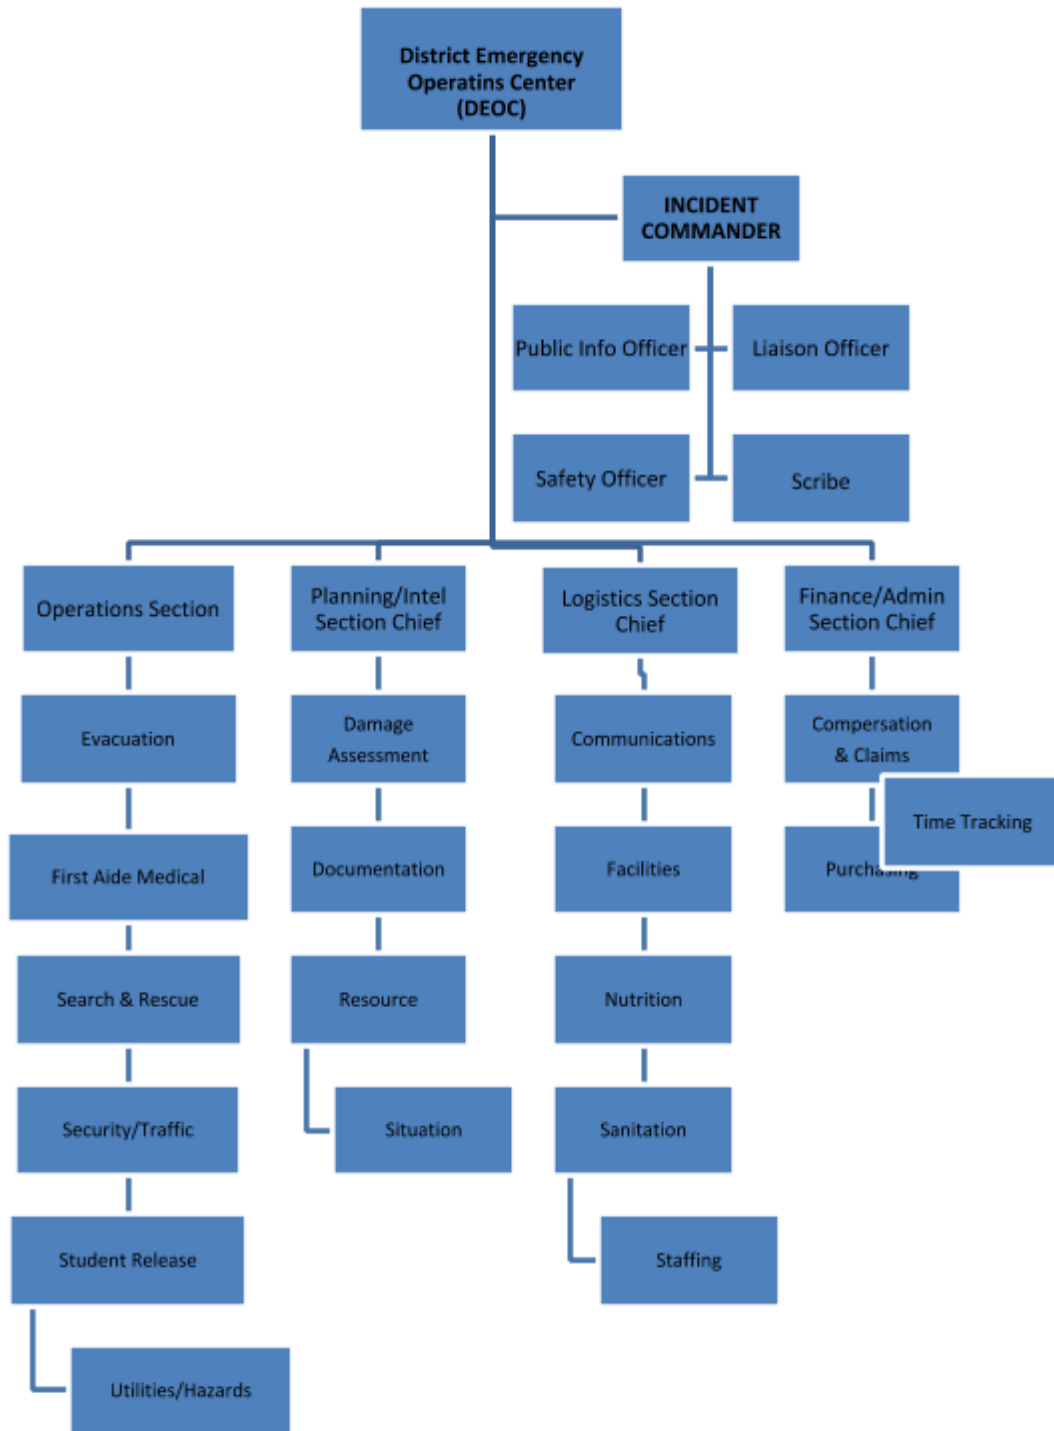 District Emergency
Operatins Center
(DEOC)
INCIDENT
COMMANDER
Public Info Officer
Liaison Officer
Safety Officer
Scribe
Operations Section
Planning/Intel
Section Chief
Logistics Section
Chief
Finance/Admin
Section Chief
Evacuation
Damage
Assessment
Communications
Compersation
& Claims
Time Tracking
First Aide Medical
Documentation
Facilities
Purchasing
Search & Rescue
Resource
Nutrition
Security/Traffic
Situation
Sanitation
Student Release
Staffing
Utilities/Hazards